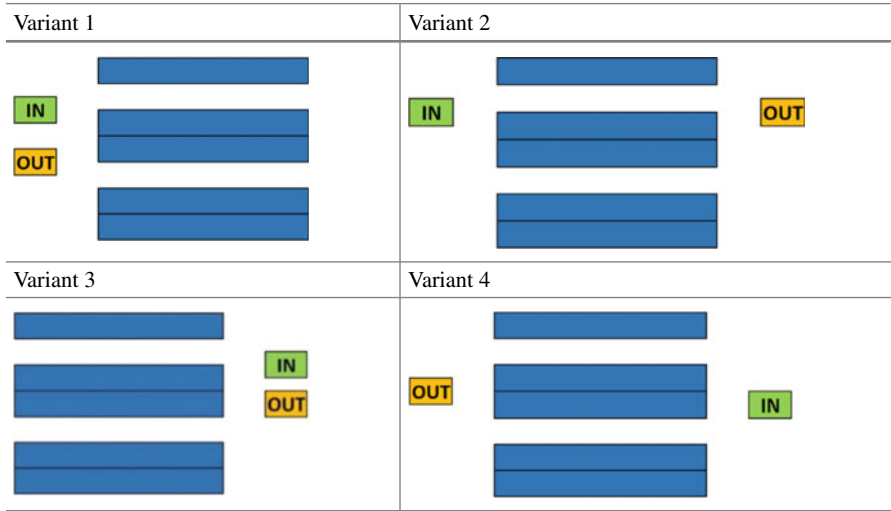 Variant 1
Variant 2
IN
OUT
IN
OUT
Variant 3
Variant 4
IN
OUT
OUT
IN